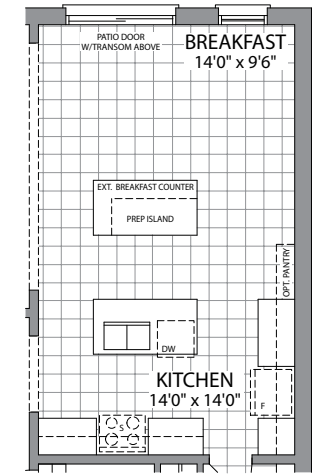 PATIO DOOR
W/TRANSOM ABOVE
BREAKFAST
14'0" x 9'6"
EXT. BREAKFAST COUNTER
PREP ISLAND
OPT. PANTRY
DW
KITCHEN
14'0" x 14'0"
F
S